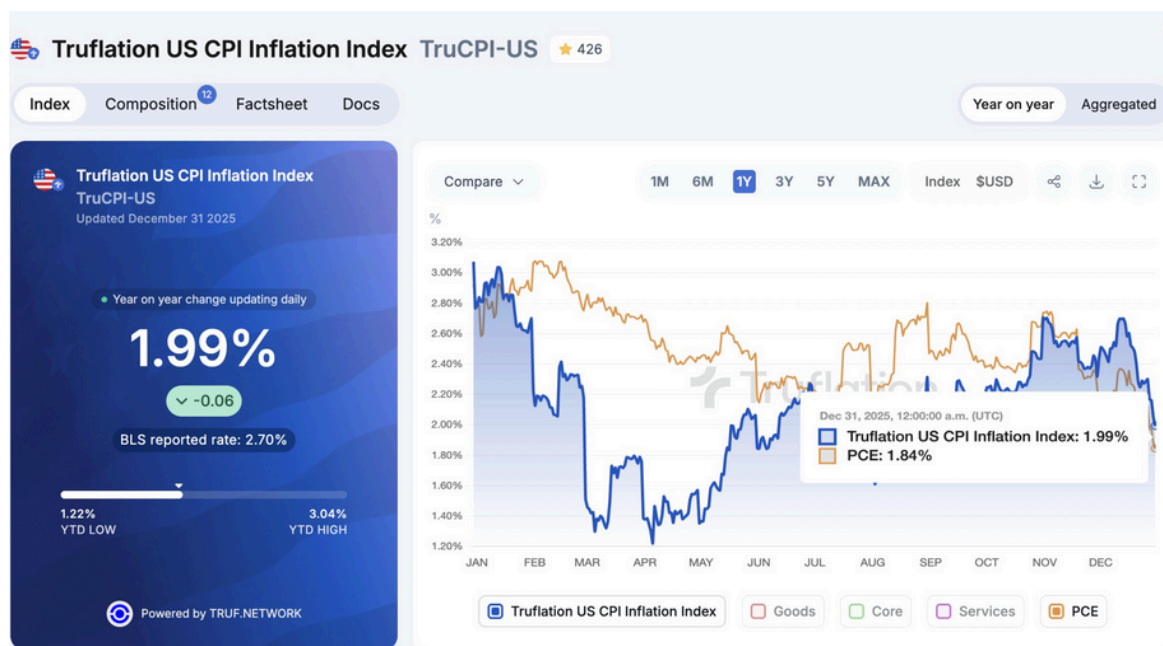 Truflation US CPI Inflation Index TruCPI-US 426
Index Composition 12 Factsheet Docs
Year on year Aggregated
Truflation US CPI Inflation Index
TruCPI-US
Updated December 31 2025
Year on year change updating daily
1.99%
-0.06
BLS reported rate: 2.70%
1.22% 3.04%
YTD LOW YTD HIGH
Powered by TRUF.NETWORK
Compare 1M 6M 1Y 3Y 5Y MAX Index $USD
%
3.20%
3.00%
2.80%
2.60%
2.40%
2.20%
2.00%
1.80%
1.60%
1.40%
1.20%
Truflation
Dec 31, 2025, 12:00:00 a.m. (UTC)
Truflation US CPI Inflation Index: 1.99%
PCE: 1.84%
JAN FEB MAR APR MAY JUN JUL AUG SEP OCT NOV DEC
Truflation US CPI Inflation Index Goods Core Services PCE